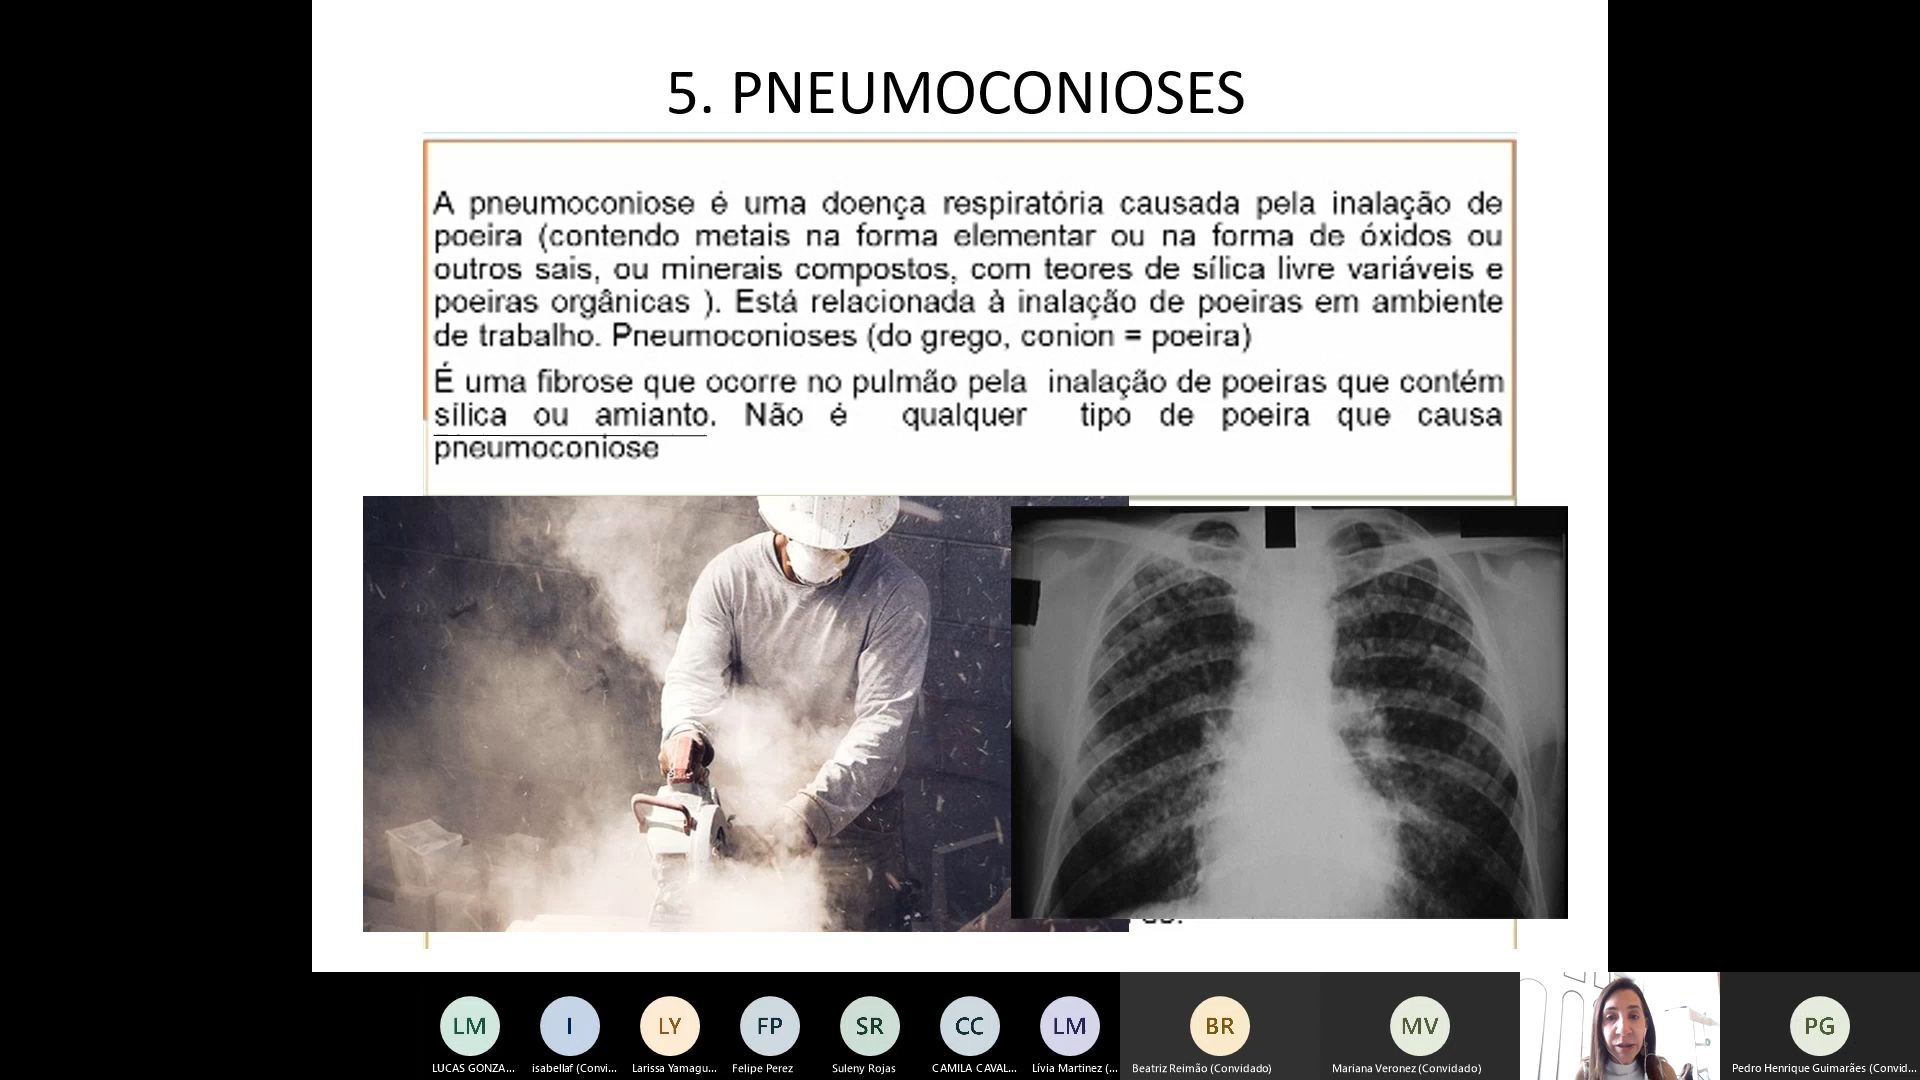 5. PNEUMOCONIOSES
A pneumoconiose é uma doença respiratória causada pela inalação de
poeira (contendo metais na forma elementar ou na forma de óxidos ou
outros sais, ou minerais compostos, com teores de sílica livre variáveis e
poeiras orgânicas ). Está relacionada à inalação de poeiras em ambiente
de trabalho. Pneumoconioses (do grego, conion = poeira)
É uma fibrose que ocorre no pulmão pela inalação de poeiras que contém
sílica ou amianto. Não é qualquer tipo de poeira que causa
pneumoconiose
LM
I
LY
FP
SR
CC
LM
BR
MV
PG
LUCAS GONZA...
isabellaf (Convi...
Larissa Yamagu...
Felipe Perez
Suleny Rojas
CAMILA CAVAL...
Lívia Martinez (...
Beatriz Reimão (Convidado)
Mariana Veronez (Convidado)
Pedro Henrique Guimarães (Convid...